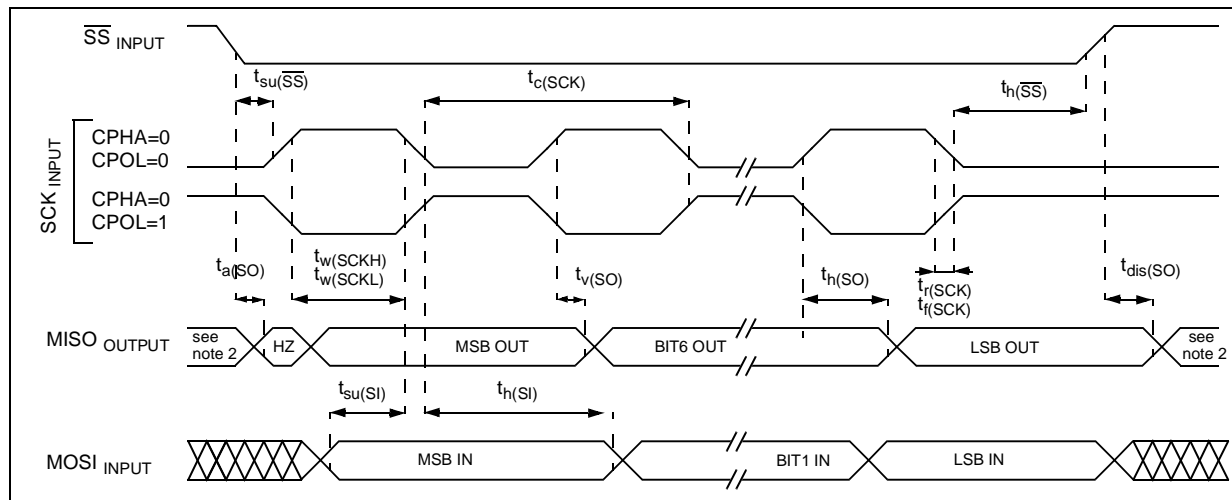 SS INPUT
tsu(SS)
tc(SCK)
th(SS)
SCK INPUT
CPHA=0
CPOL=0
CPHA=0
CPOL=1
ta(SO)
tw(SCKH)
tw(SCKL)
tv(SO)
th(SO)
tr(SCK)
tf(SCK)
tdis(SO)
MISO OUTPUT
see
note 2
HZ
MSB OUT
BIT6 OUT
LSB OUT
see
note 2
tsu(SI)
th(SI)
MOSI INPUT
MSB IN
BIT1 IN
LSB IN